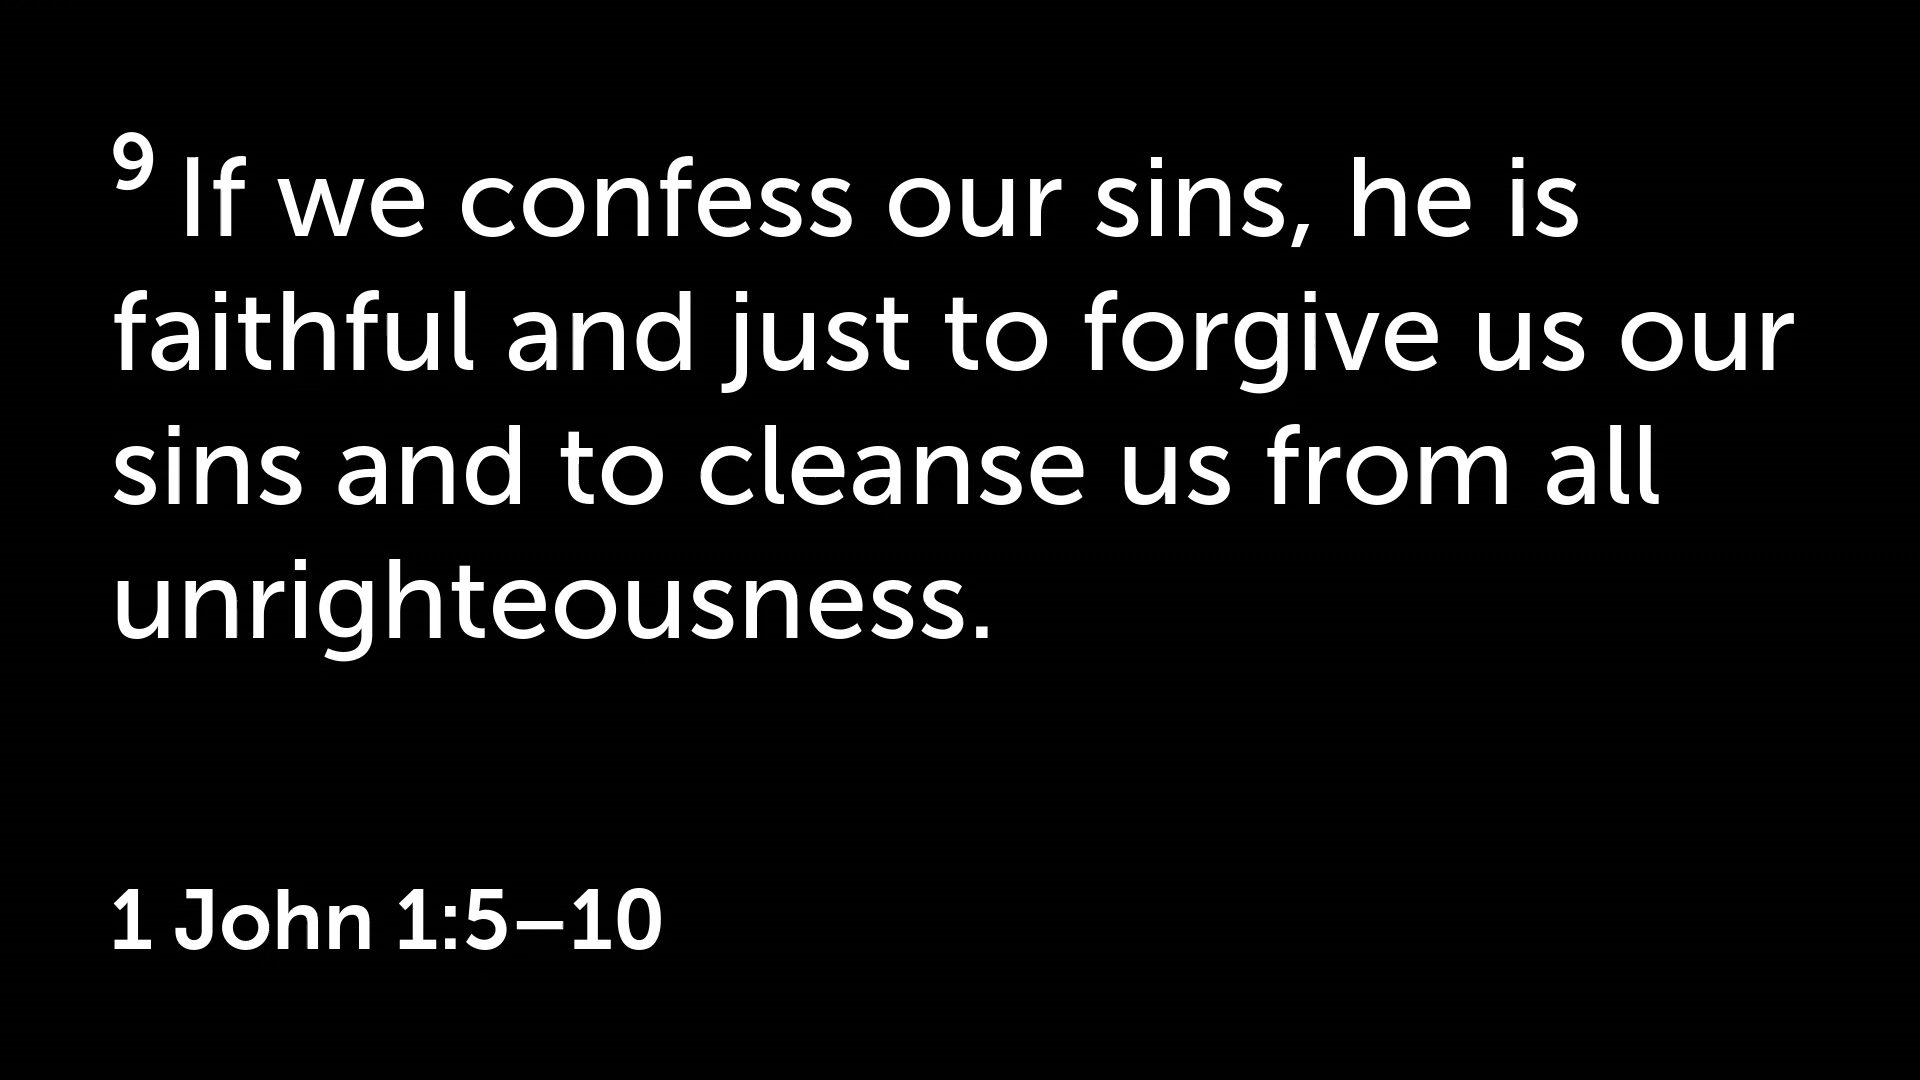 9 If we confess our sins, he is
faithful and just to forgive us our
sins and to cleanse us from all
unrighteousness.
1 John 1:5–10